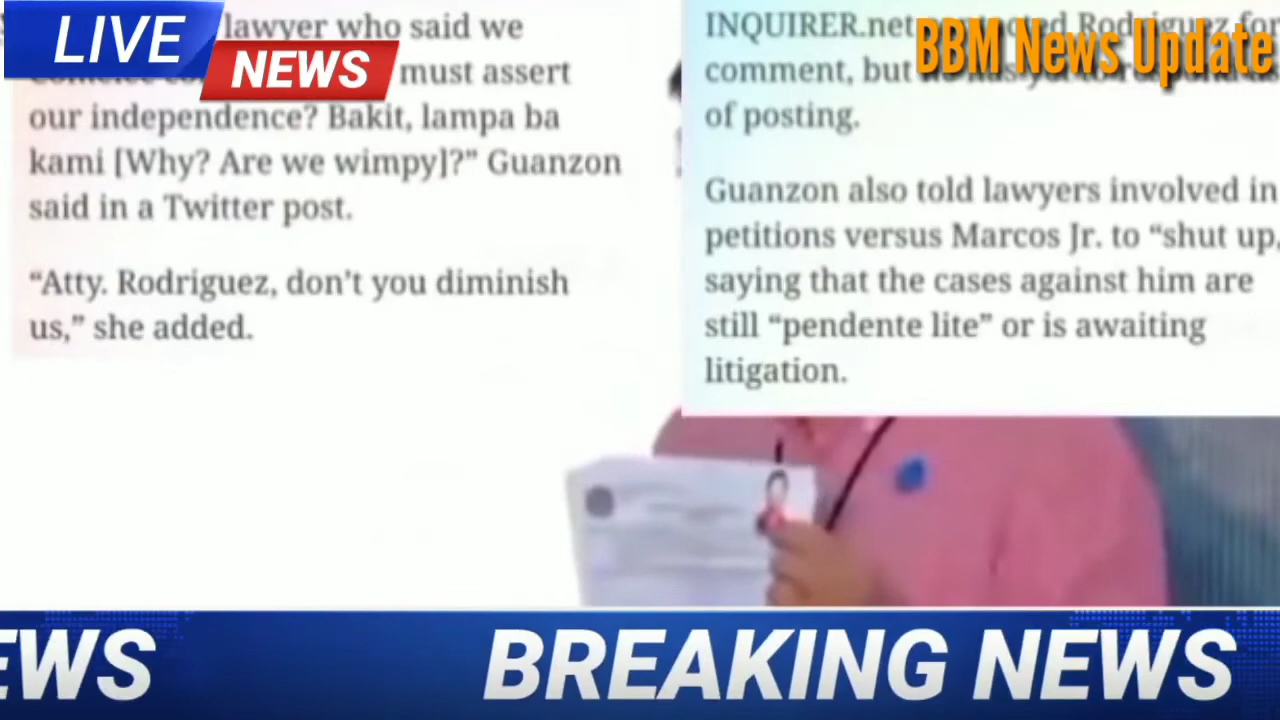 LIVE
NEWS
BBM News Update
lawyer who said we
must assert
our independence? Bakit, lampa ba
kami [Why? Are we wimpy]?” Guanzon
said in a Twitter post.
“Atty. Rodriguez, don’t you diminish
us,” she added.
INQUIRER.net Rodriguez for
comment, but
of posting.
Guanzon also told lawyers involved in
petitions versus Marcos Jr. to “shut up,
saying that the cases against him are
still “pendente lite” or is awaiting
litigation.
EWS
BREAKING NEWS